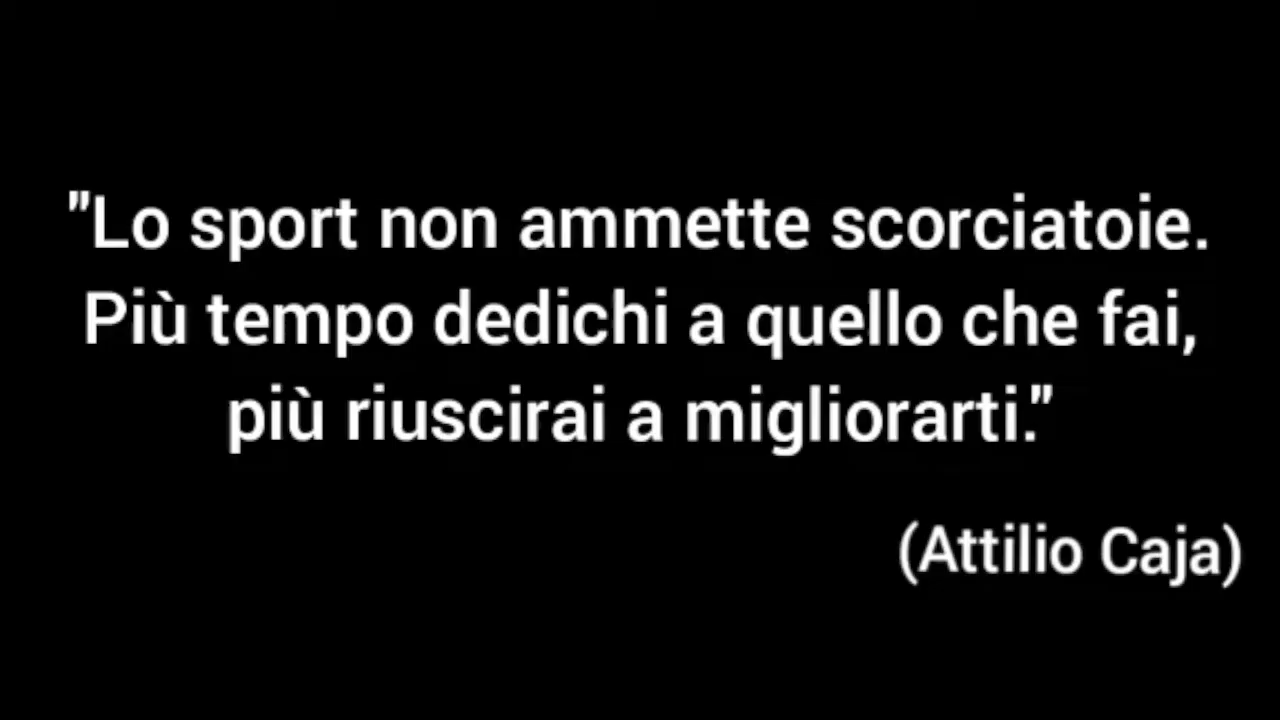 "Lo sport non ammette scorciatoie.
Più tempo dedichi a quello che fai,
più riuscirai a migliorarti."
(Attilio Caja)